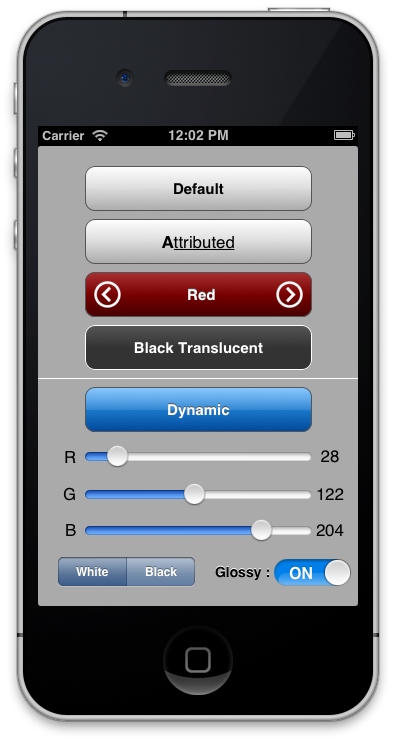 Carrier 12:02 PM
Default
Attributed
Red
Black Translucent
Dynamic
R 28
G 122
B 204
White Black Glossy : ON